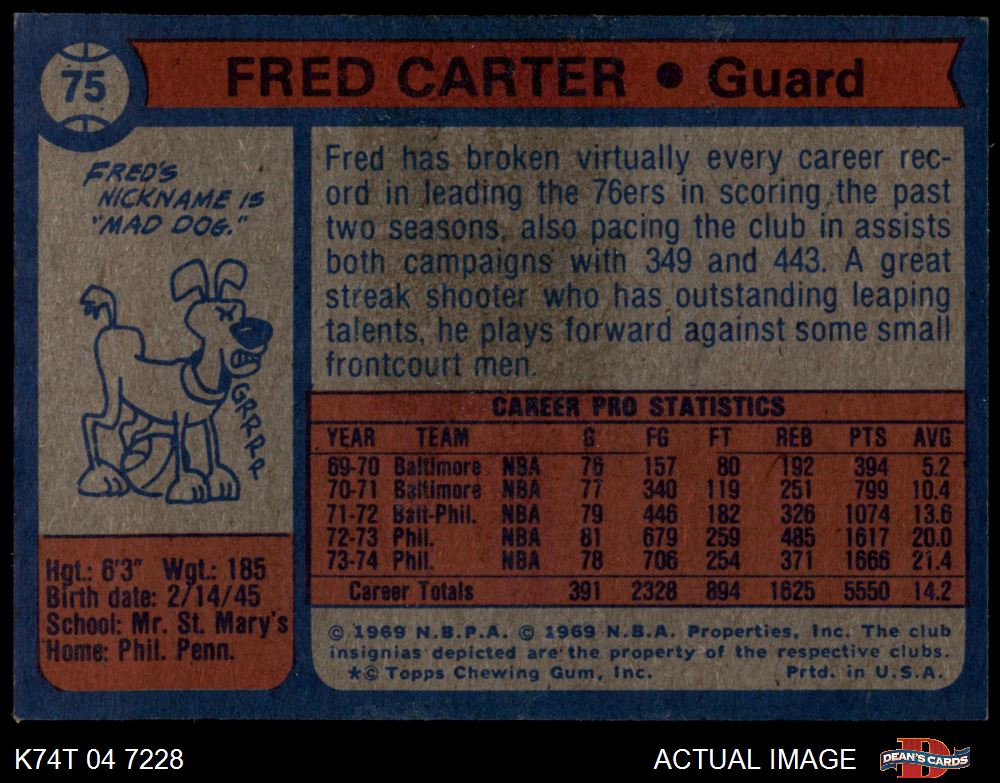 75
FRED CARTER • Guard
FRED'S
NICKNAME IS
"MAD DOG."
GRRRR
Fred has broken virtually every career rec-
ord in leading the 76ers in scoring the past
two seasons, also pacing the club in assists
both campaigns with 349 and 443. A great
streak shooter who has outstanding leaping
talents, he plays forward against some small
frontcourt men.
CAREER PRO STATISTICS
YEAR TEAM G FG FT REB PTS AVG
69-70 Baltimore NBA 76 157 80 192 394 5.2
70-71 Baltimore NBA 77 340 119 251 799 10.4
71-72 Balt-Phil. NBA 79 446 182 326 1074 13.6
72-73 Phil. NBA 81 679 259 485 1617 20.0
73-74 Phil. NBA 78 706 254 371 1666 21.4
Career Totals 391 2328 894 1625 5550 14.2
Hgt.: 6'3" Wgt.: 185
Birth date: 2/14/45
School: Mr. St. Mary's
Home: Phil. Penn.
© 1969 N.B.P.A. © 1969 N.B.A. Properties, Inc. The club
insignias depicted are the property of the respective clubs.
*© Topps Chewing Gum, Inc. Prtd. in U.S.A.
K74T 04 7228
ACTUAL IMAGE
DEAN'S CARDS